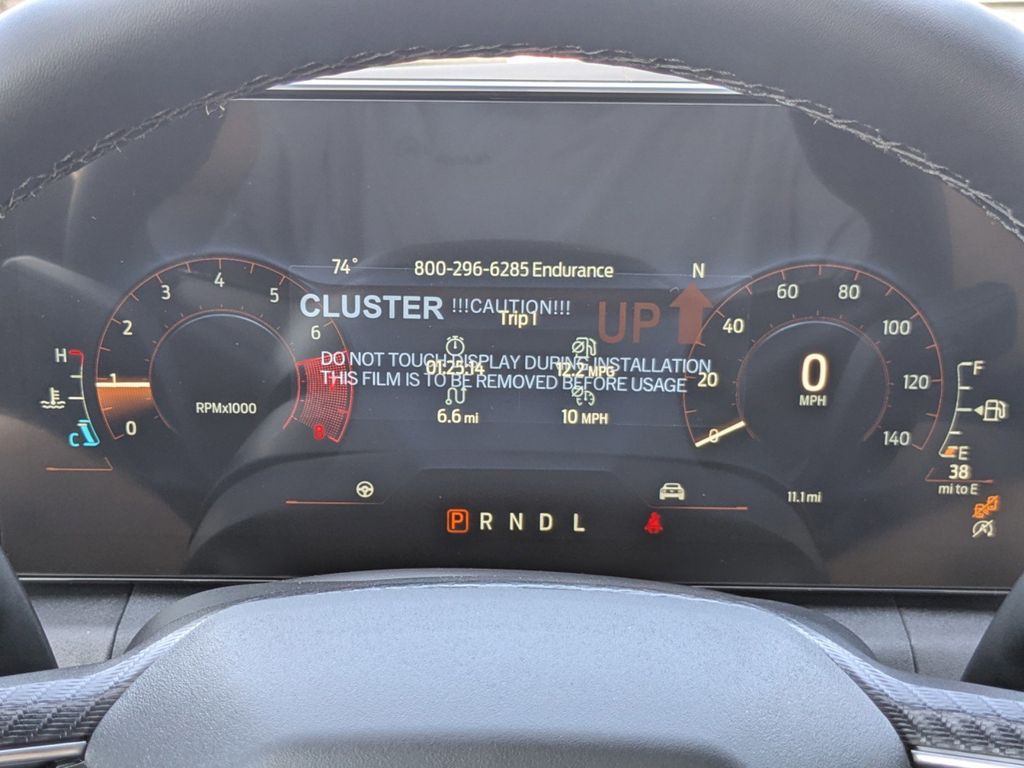 74° 800-296-6285 Endurance N
CLUSTER !!!CAUTION!!! UP
Trip 1
DO NOT TOUCH DISPLAY DURING INSTALLATION
THIS FILM IS TO BE REMOVED BEFORE USAGE
01:25:14 12.2 MPG
6.6 mi 10 MPH
H
C
0 1 2 3 4 5 6 7 8
RPMx1000
0 20 40 60 80 100 120 140
0
MPH
F
E
38
mi to E
11.1 mi
P R N D L